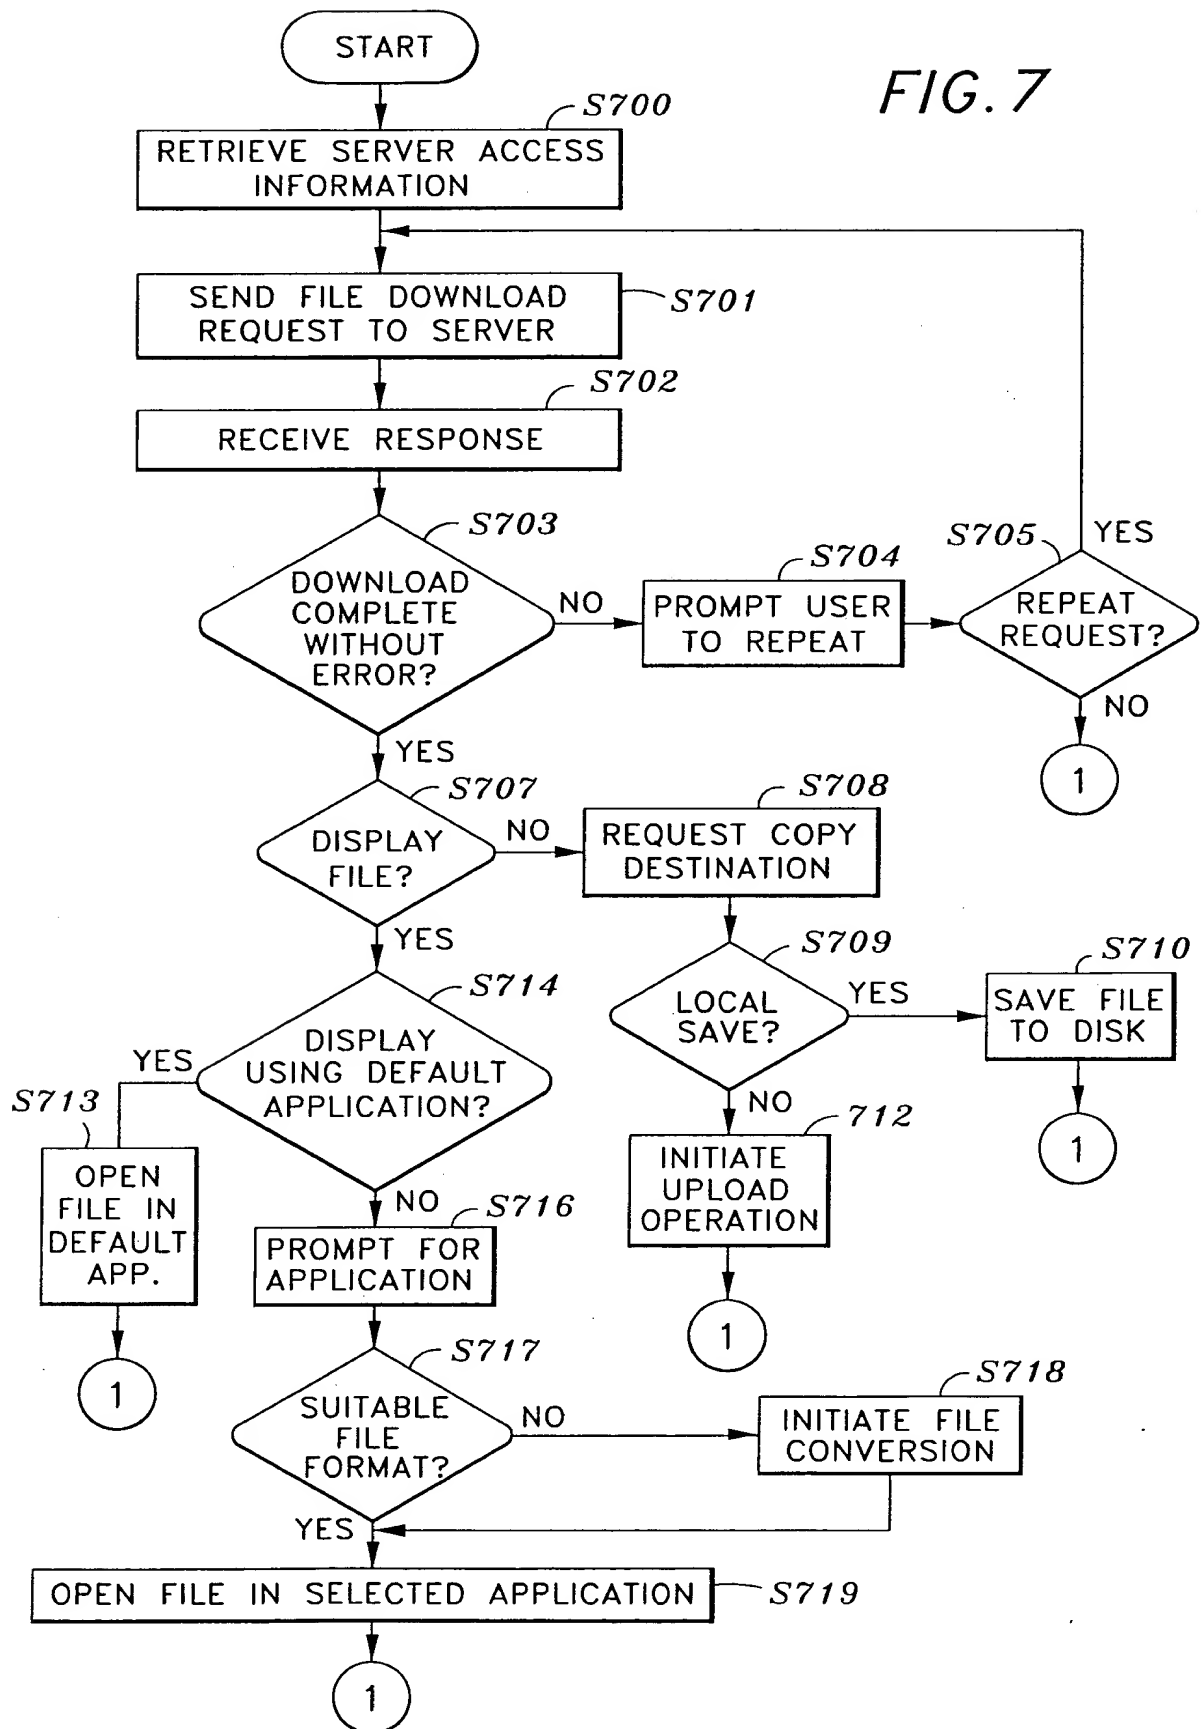 START
FIG. 7
S700
RETRIEVE SERVER ACCESS
INFORMATION
SEND FILE DOWNLOAD
REQUEST TO SERVER
S701
S702
RECEIVE RESPONSE
S703
DOWNLOAD
COMPLETE
WITHOUT
ERROR?
NO
S704
PROMPT USER
TO REPEAT
S705
YES
REPEAT
REQUEST?
NO
1
YES
S707
DISPLAY
FILE?
NO
S708
REQUEST COPY
DESTINATION
YES
S709
LOCAL
SAVE?
YES
S710
SAVE FILE
TO DISK
1
NO
712
INITIATE
UPLOAD
OPERATION
1
S714
DISPLAY
USING DEFAULT
APPLICATION?
YES
S713
OPEN
FILE IN
DEFAULT
APP.
1
NO
S716
PROMPT FOR
APPLICATION
S717
SUITABLE
FILE
FORMAT?
NO
S718
INITIATE FILE
CONVERSION
YES
OPEN FILE IN SELECTED APPLICATION
S719
1